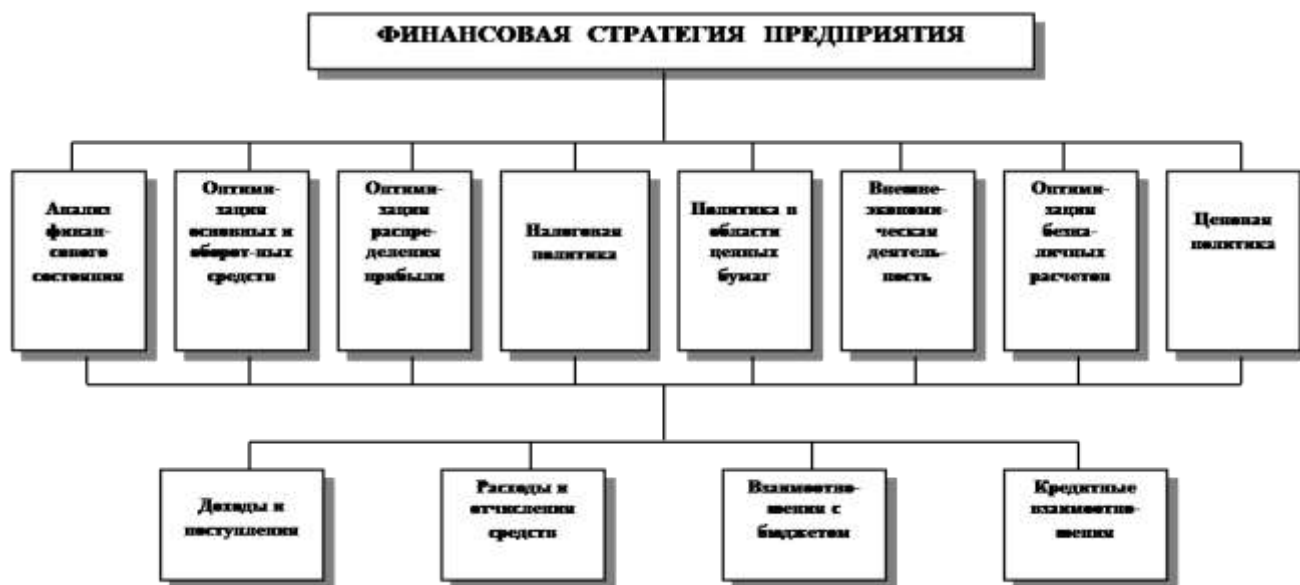 ФИНАНСОВАЯ СТРАТЕГИЯ ПРЕДПРИЯТИЯ
Анализ
финан-
сового
состояния
Оптими-
зация
основных и
оборот-ных
средств
Оптими-
зация
распре-
деления
прибыли
Налоговая
политика
Политика в
области
ценных
бумаг
Внешне-
экономи-
ческая
деятель-
ность
Оптими-
зация
безна-
личных
расчетов
Ценовая
политика
Доходы и
поступления
Расходы и
отчисления
средств
Взаимоотно-
шения с
бюджетом
Кредитные
взаимоотно-
шения